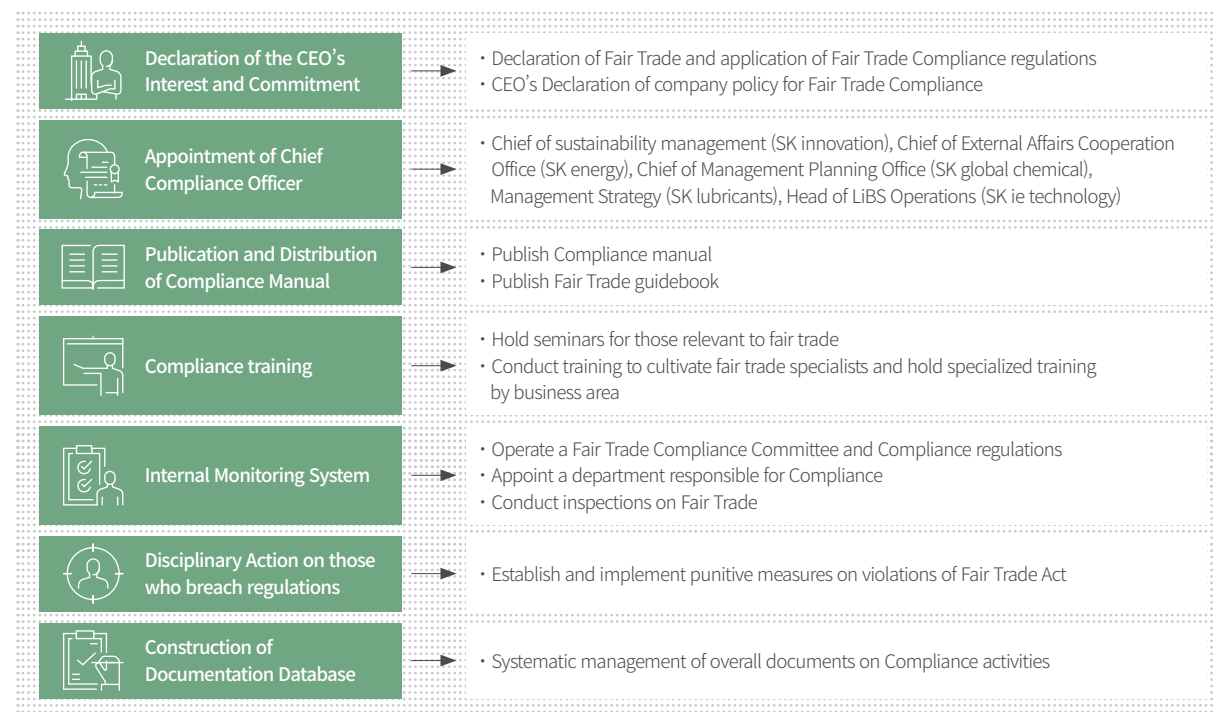 Declaration of the CEO's
Interest and Commitment
· Declaration of Fair Trade and application of Fair Trade Compliance regulations
· CEO's Declaration of company policy for Fair Trade Compliance
Appointment of Chief
Compliance Officer
· Chief of sustainability management (SK innovation), Chief of External Affairs Cooperation
Office (SK energy), Chief of Management Planning Office (SK global chemical),
Management Strategy (SK lubricants), Head of LiBS Operations (SK ie technology)
Publication and Distribution
of Compliance Manual
· Publish Compliance manual
· Publish Fair Trade guidebook
Compliance training
· Hold seminars for those relevant to fair trade
· Conduct training to cultivate fair trade specialists and hold specialized training
by business area
Internal Monitoring System
· Operate a Fair Trade Compliance Committee and Compliance regulations
· Appoint a department responsible for Compliance
· Conduct inspections on Fair Trade
Disciplinary Action on those
who breach regulations
· Establish and implement punitive measures on violations of Fair Trade Act
Construction of
Documentation Database
· Systematic management of overall documents on Compliance activities